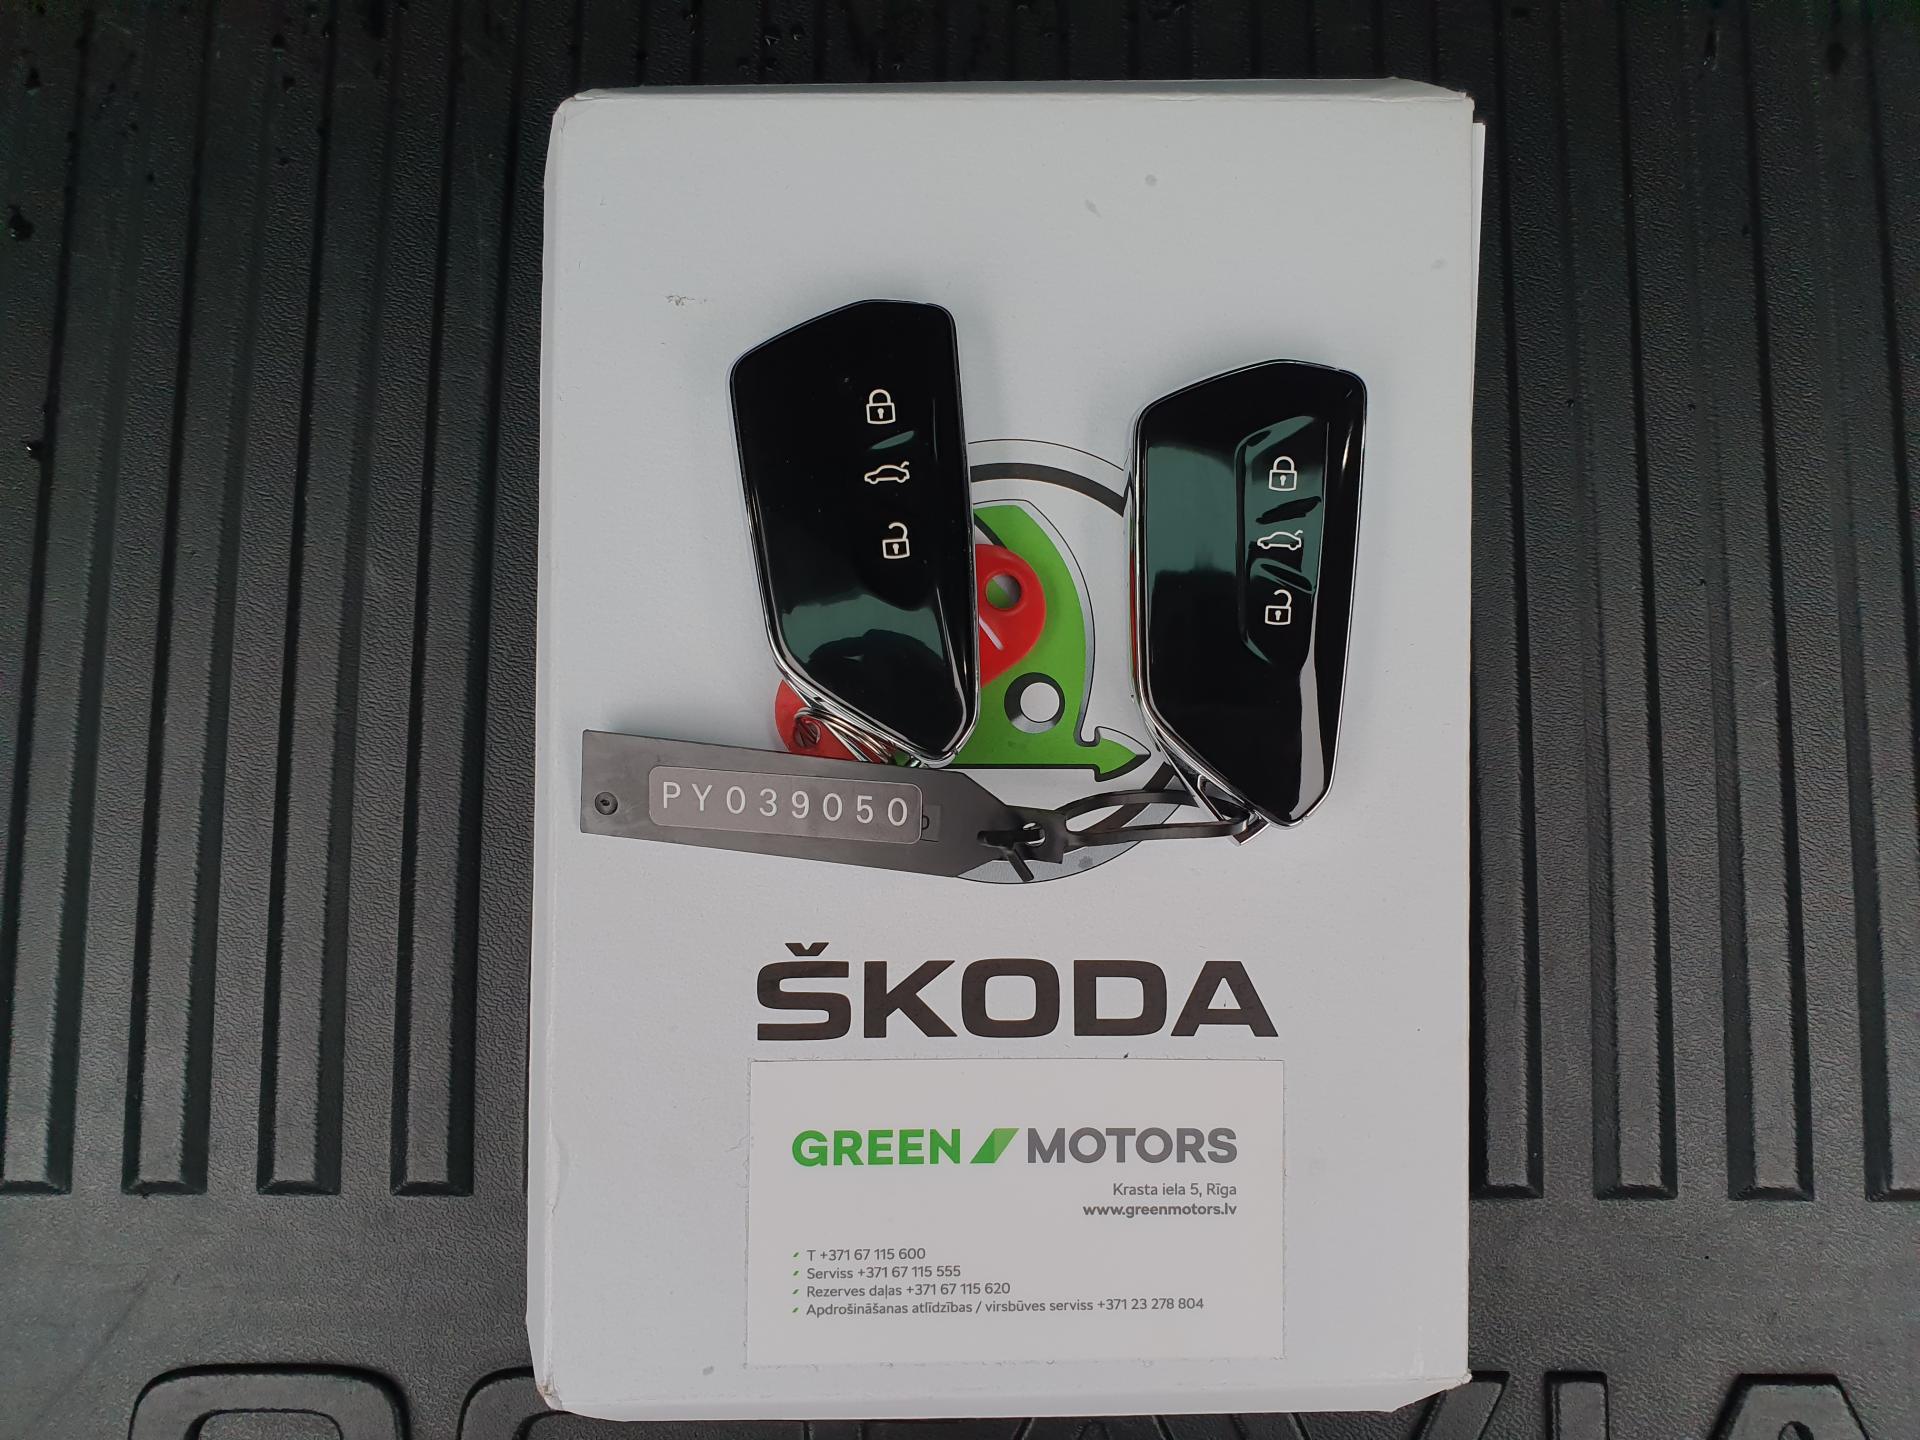 PY039050
ŠKODA
GREEN MOTORS
Krasta iela 5, Rīga
www.greenmotors.lv
T +371 67 115 600
Serviss +371 67 115 555
Rezerves daļas +371 67 115 620
Apdrošināšanas atlīdzības / virsbūves serviss +371 23 278 804